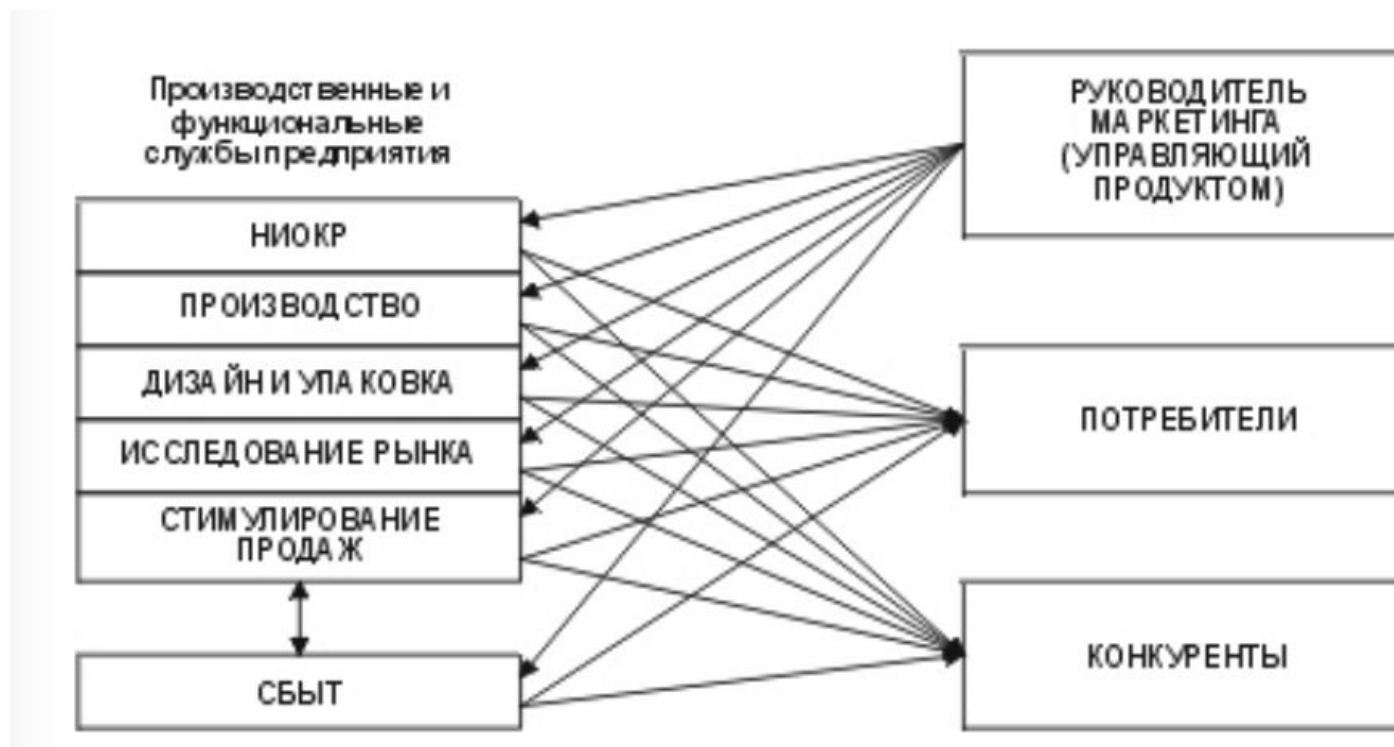 Производственные и
функциональные
службы предприятия
НИОКР
ПРОИЗВОДСТВО
ДИЗАЙН И УПАКОВКА
ИССЛЕДОВАНИЕ РЫНКА
СТИМУЛИРОВАНИЕ
ПРОДАЖ
СБЫТ
РУКОВОДИТЕЛЬ
МАРКЕТИНГА
(УПРАВЛЯЮЩИЙ
ПРОДУКТОМ)
ПОТРЕБИТЕЛИ
КОНКУРЕНТЫ